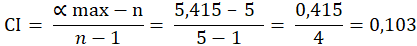 CI = (∝ max − n)/(n − 1) = (5,415 − 5)/(5 − 1) = 0,415/4 = 0,103